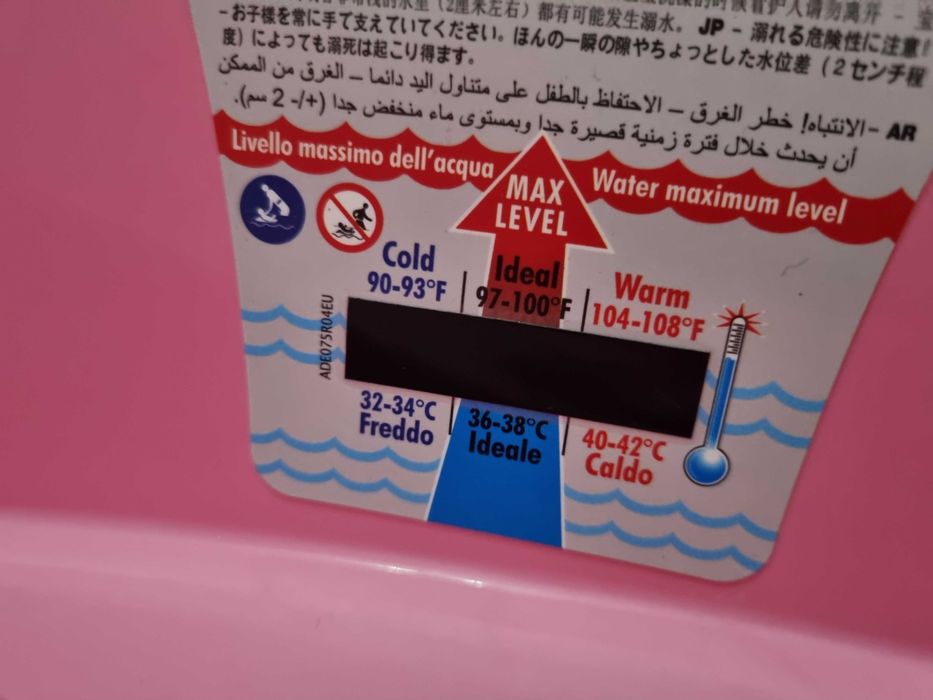 (2厘米左右)都有可能发生溺水。JP - 溺れる危険性に注意!
- お子様を常に手で支えていてください。ほんの一瞬の隙やちょっとした水位差(2センチ程
度)によっても溺死は起こり得ます。
AR - الانتباه! خطر الغرق – الاحتفاظ بالطفل على متناول اليد دائما – الغرق من الممكن
أن يحدث خلال فترة زمنية قصيرة جدا وبمستوى ماء منخفض جدا (+/- 2 سم).
Livello massimo dell'acqua
MAX
LEVEL
Water maximum level
Cold
90-93°F
Ideal
97-100°F
Warm
104-108°F
ADE075R04EU
32-34°C
Freddo
36-38°C
Ideale
40-42°C
Caldo